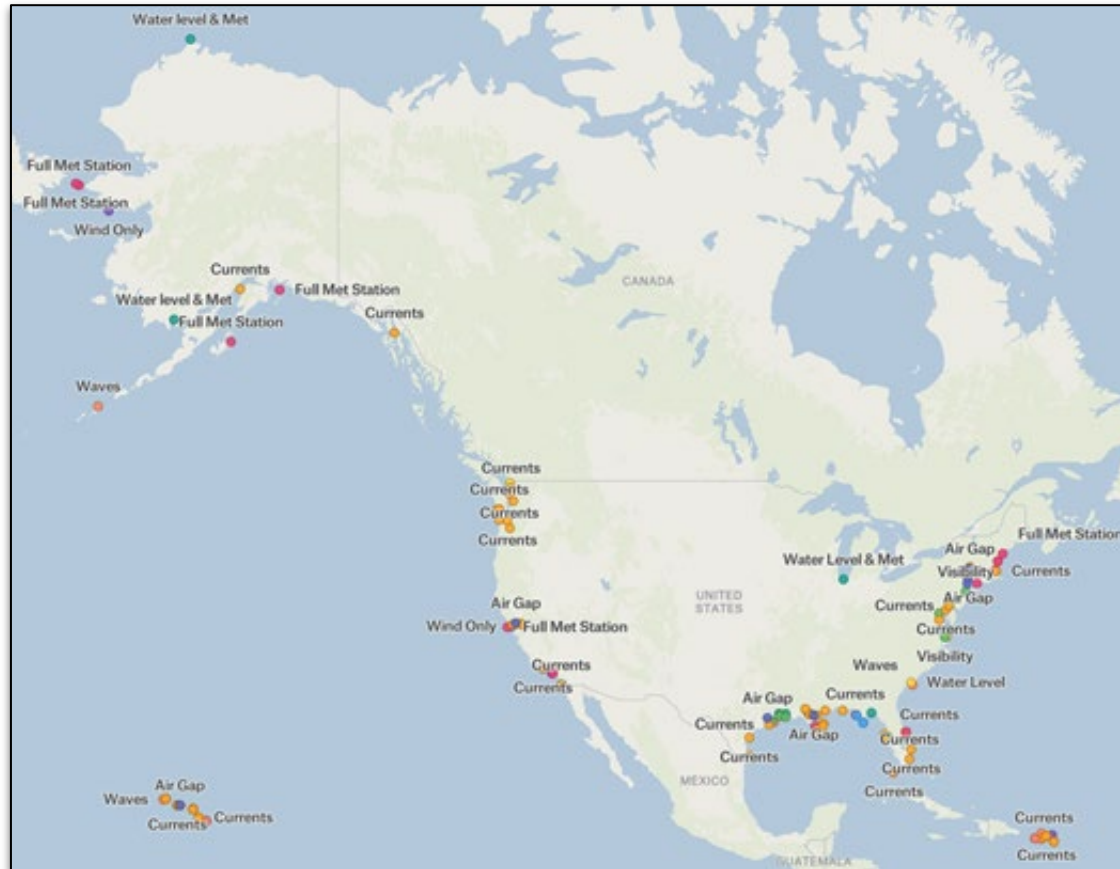 Water level & Met
Full Met Station
Full Met Station
Wind Only
Currents
Full Met Station
Water level & Met
Full Met Station
Currents
Waves
CANADA
Currents
Currents
Currents
Currents
Full Met Station
Air Gap
Water Level & Met
Visibility
Currents
UNITED
STATES
Air Gap
Currents
Air Gap
Wind Only
Full Met Station
Currents
Visibility
Currents
Waves
Currents
Water Level
Air Gap
Currents
Currents
Currents
Air Gap
Currents
Currents
Currents
MEXICO
Currents
Air Gap
Waves
Currents
Currents
Currents
Currents
GUATEMALA